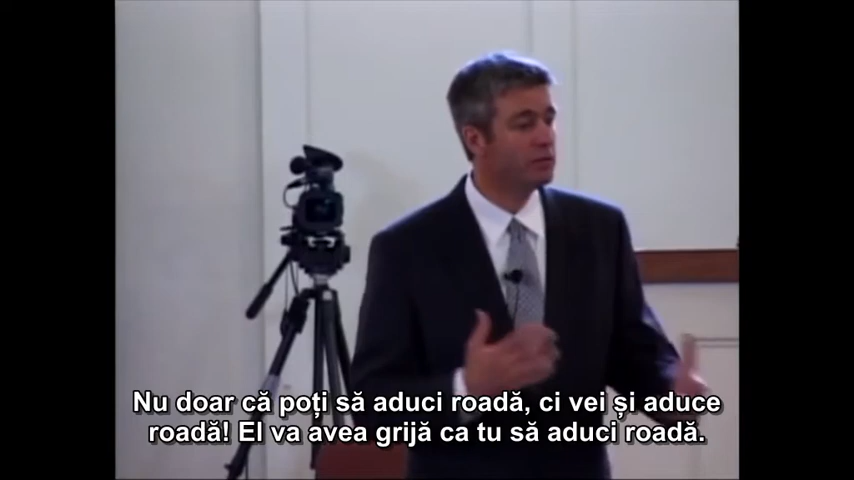 Nu doar că poți să aduci roadă, ci vei și aduce
roadă! El va avea grijă ca tu să aduci roadă.